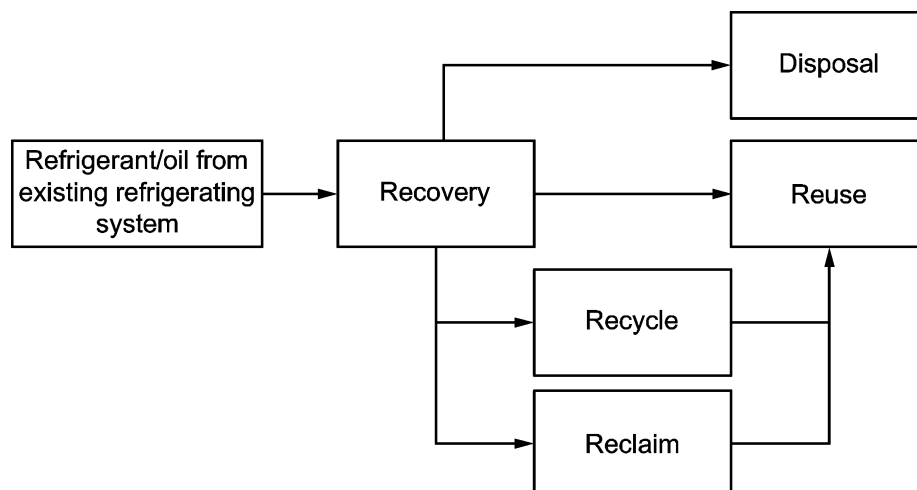 Disposal
Refrigerant/oil from
existing refrigerating
system
Recovery
Reuse
Recycle
Reclaim